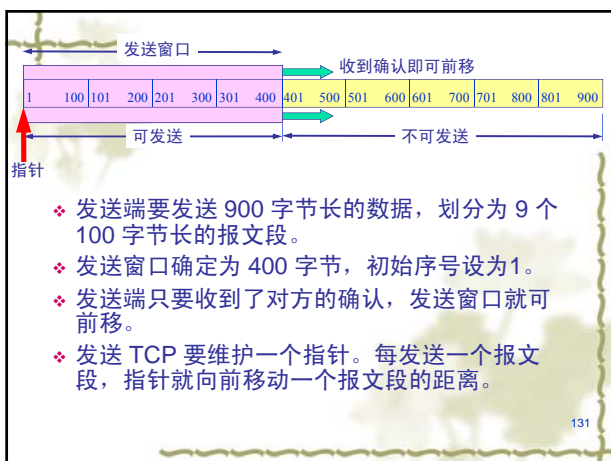 发送窗口
收到确认即可前移
1 100 101 200 201 300 301 400 401 500 501 600 601 700 701 800 801 900
可发送 不可发送
指针
发送端要发送 900 字节长的数据，划分为 9 个
100 字节长的报文段。
发送窗口确定为 400 字节，初始序号设为1。
发送端只要收到了对方的确认，发送窗口就可
前移。
发送 TCP 要维护一个指针。每发送一个报文
段，指针就向前移动一个报文段的距离。
131